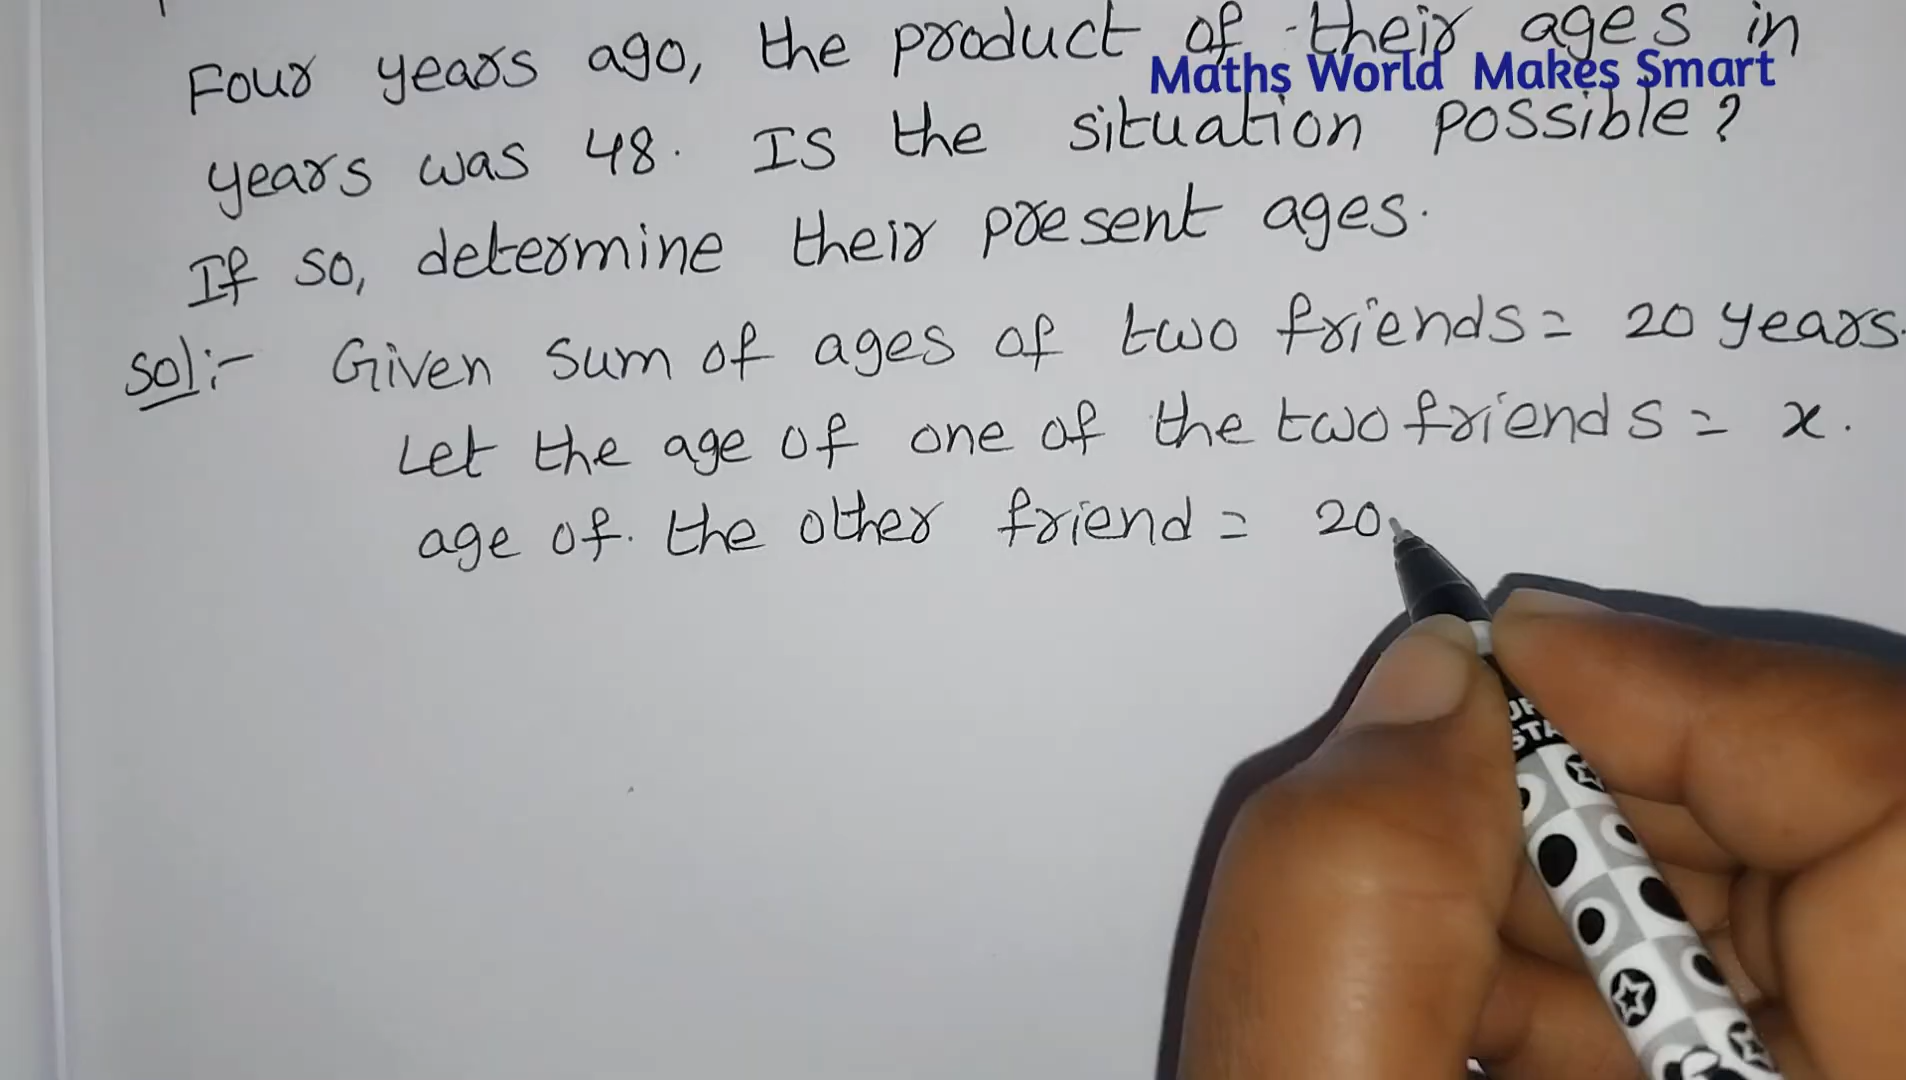 Four years ago, the product of their ages in
Maths World Makes Smart
years was 48. Is the situation possible?
If so, determine their present ages.
Sol:- Given sum of ages of two friends = 20 years.
Let the age of one of the two friends = x.
age of the other friend = 20